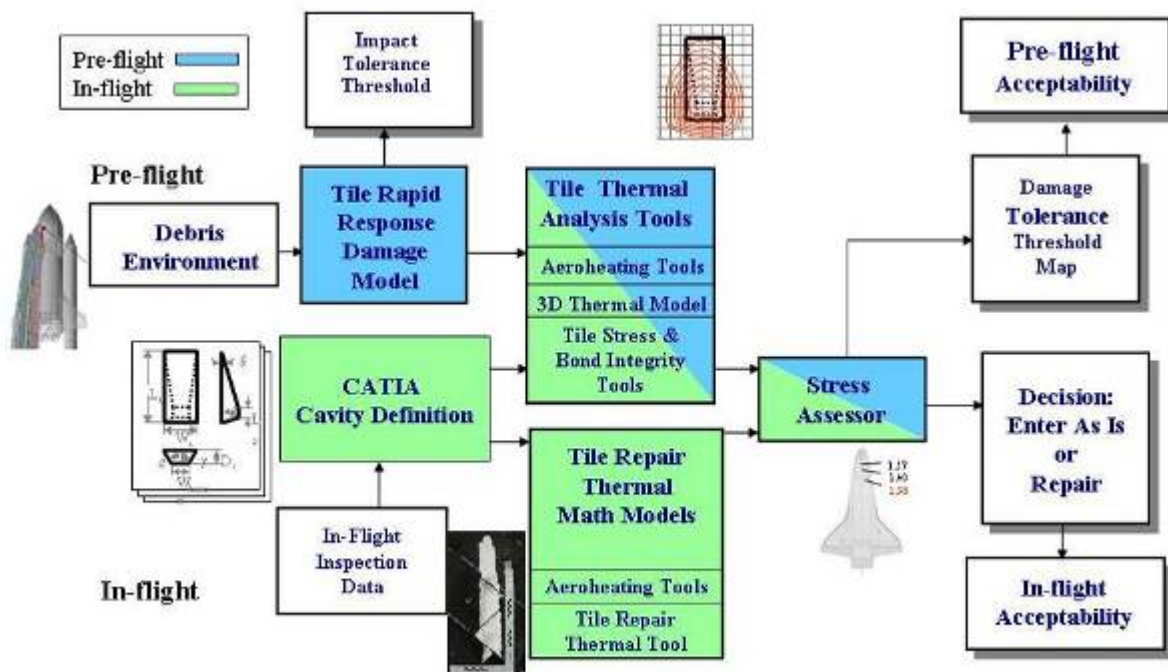 Pre-flight
In-flight
Impact
Tolerance
Threshold
Pre-flight
Acceptability
Pre-flight
Debris
Environment
Tile Rapid
Response
Damage
Model
Tile Thermal
Analysis Tools
Aeroheating Tools
3D Thermal Model
Tile Stress &
Bond Integrity
Tools
Damage
Tolerance
Threshold
Map
CATIA
Cavity Definition
Stress
Assessor
Decision:
Enter As Is
or
Repair
Tile Repair
Thermal
Math Models
Aeroheating Tools
Tile Repair
Thermal Tool
In-flight
In-Flight
Inspection
Data
In-flight
Acceptability